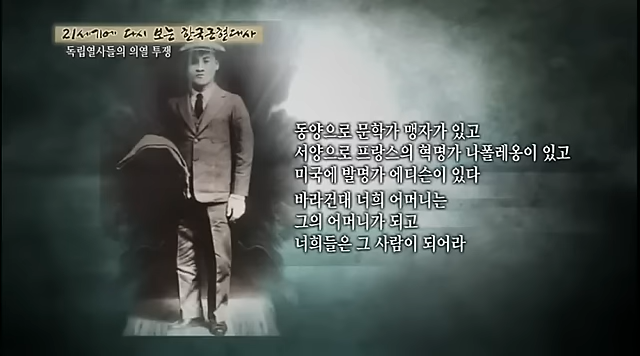 21세기에 다시 보는 한국근현대사
독립열사들의 의열 투쟁
동양으로 문학가 맹자가 있고
서양으로 프랑스의 혁명가 나폴레옹이 있고
미국에 발명가 에디슨이 있다
바라건대 너희 어머니는
그의 어머니가 되고
너희들은 그 사람이 되어라